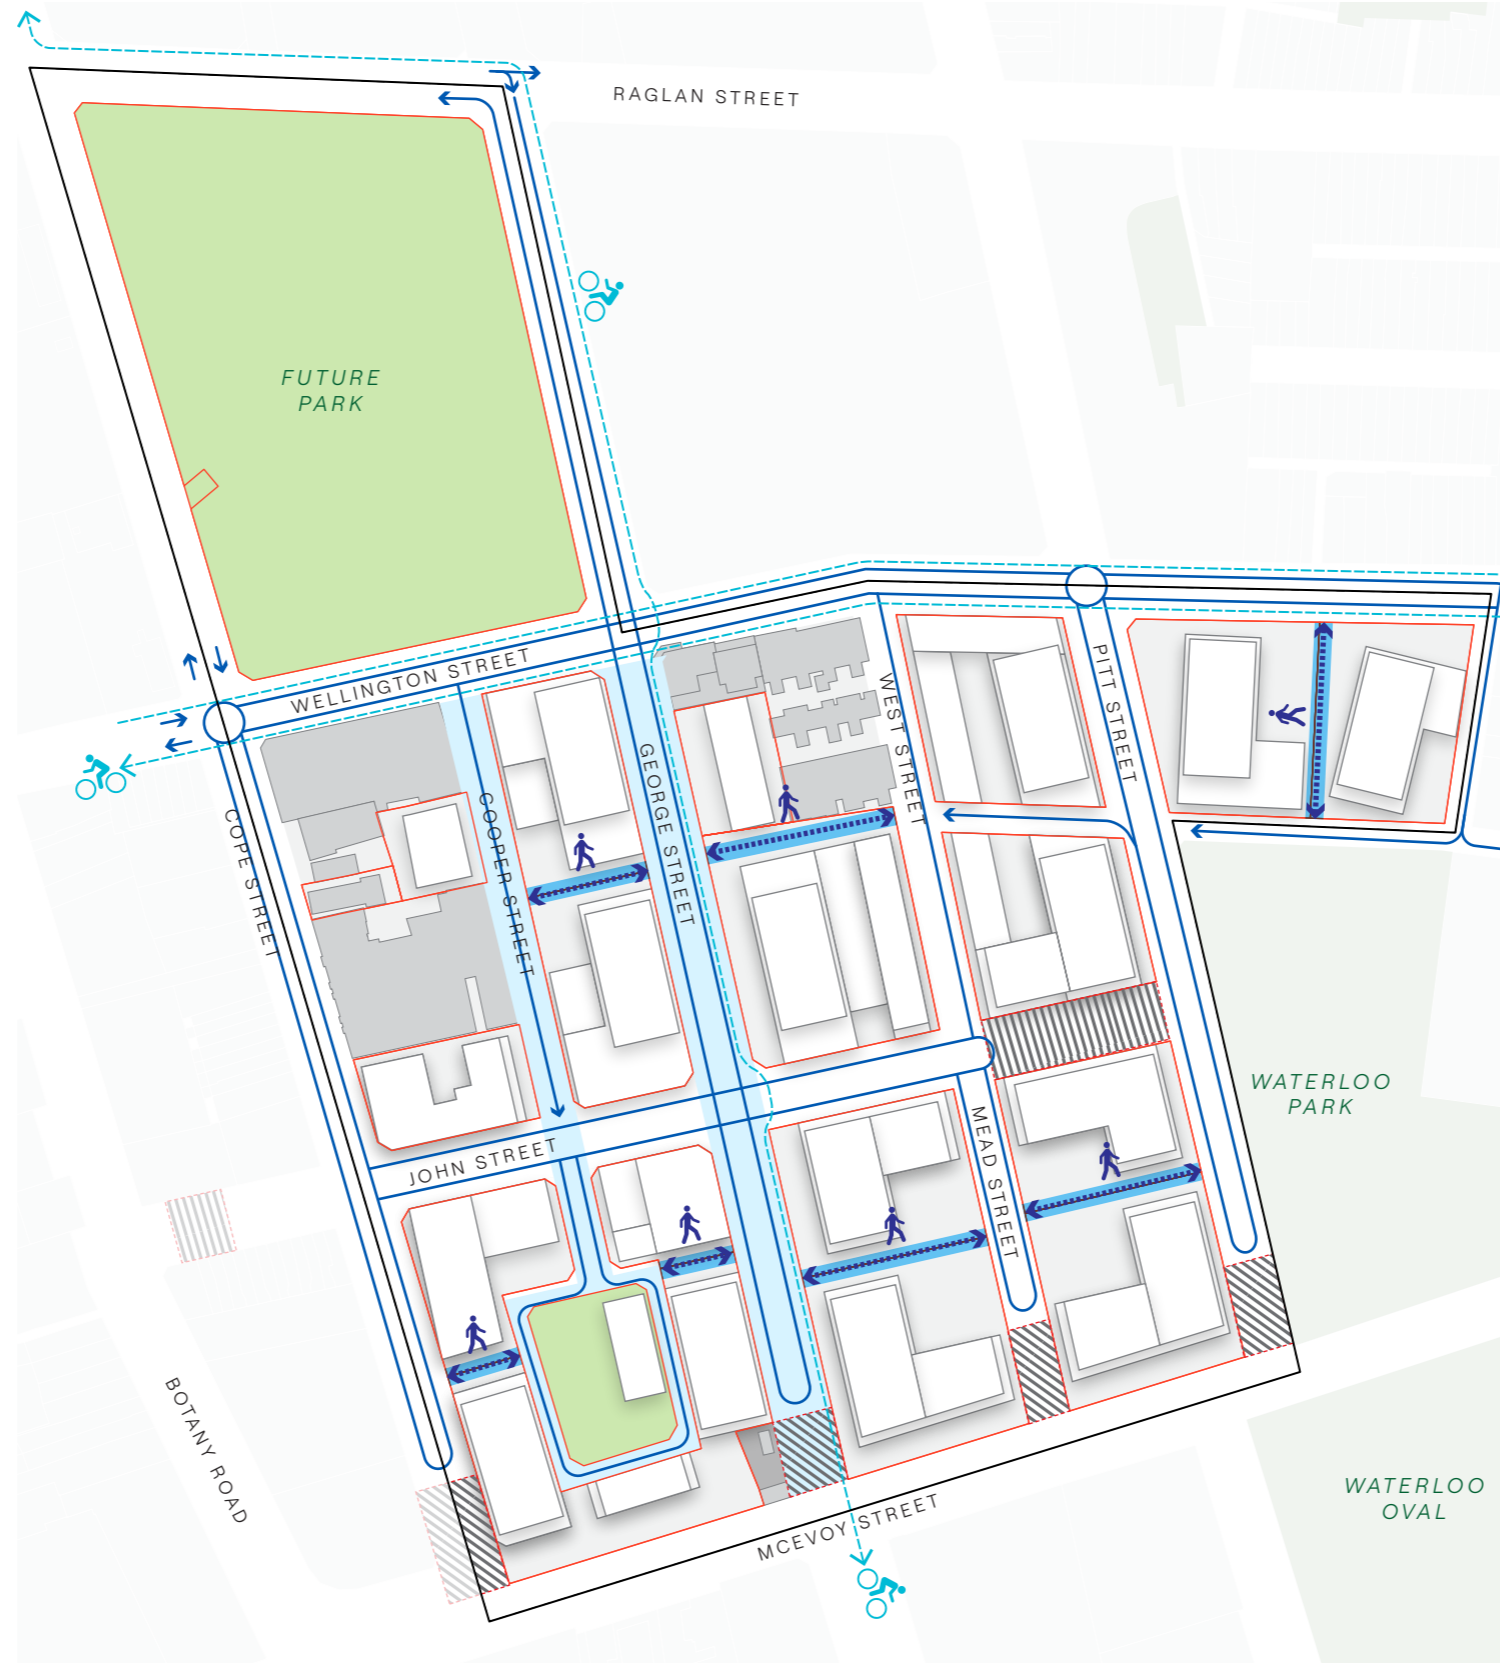 RAGLAN STREET
FUTURE
PARK
WELLINGTON STREET
COPE STREET
COOPER STREET
GEORGE STREET
WEST STREET
PITT STREET
JOHN STREET
MEAD STREET
WATERLOO
PARK
BOTANY ROAD
MCEVOY STREET
WATERLOO
OVAL